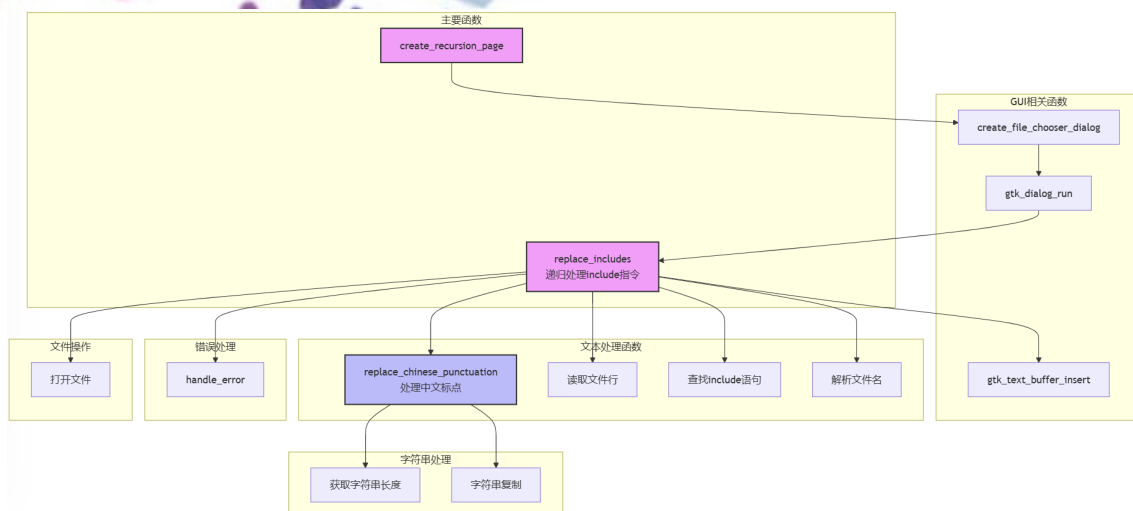 主要函数
create_recursion_page
GUI相关函数
create_file_chooser_dialog
gtk_dialog_run
replace_includes
递归处理include指令
文件操作
打开文件
错误处理
handle_error
文本处理函数
replace_chinese_punctuation
处理中文标点
读取文件行
查找include语句
解析文件名
gtk_text_buffer_insert
字符串处理
获取字符串长度
字符串复制